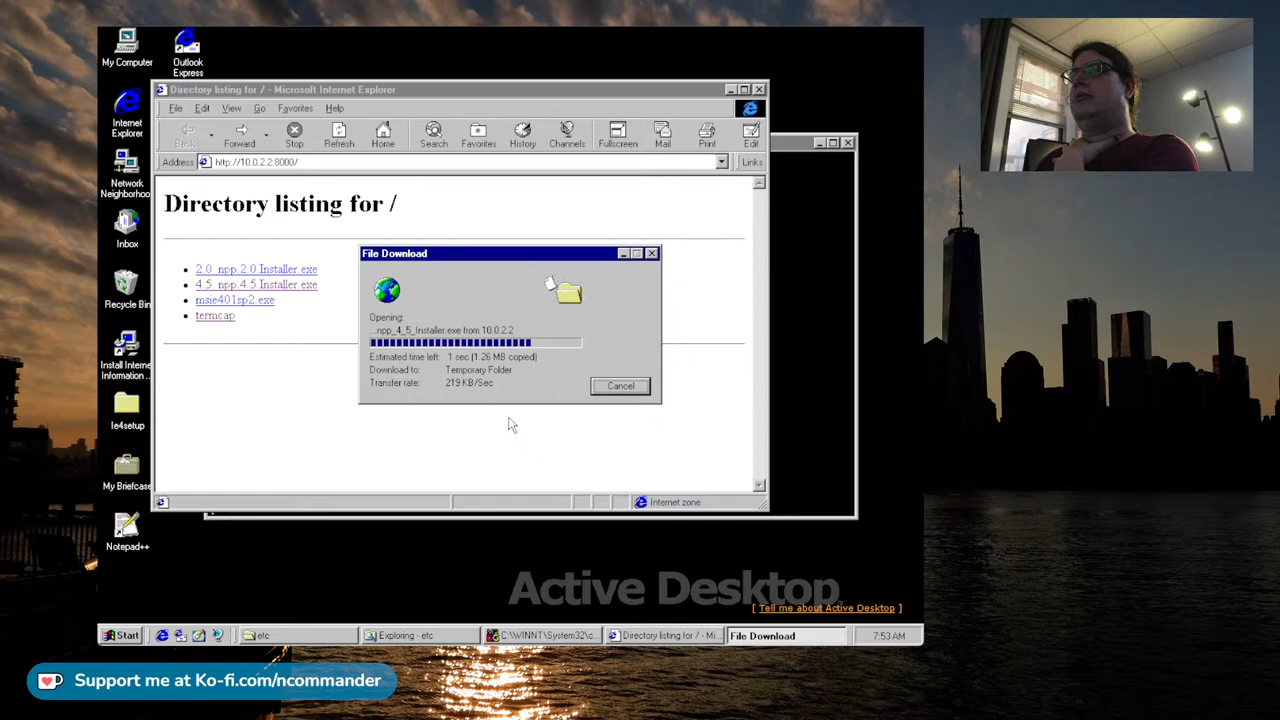 My Computer
Outlook
Express
Internet
Explorer
Network
Neighborhoo
Inbox
Recycle Bin
Install Interne
Information ...
Ie4setup
My Briefcase
Notepad++
Directory listing for / - Microsoft Internet Explorer
File Edit View Go Favorites Help
Back Forward Stop Refresh Home Search Favorites History Channels Fullscreen Mail Print Edit
Address http://10.0.2.2:8000/ Links
Directory listing for /
2.0_npp.2.0.Installer.exe
4.5_npp.4.5.Installer.exe
msie401sp2.exe
termcap
File Download
Opening:
...npp_4_5_Installer.exe from 10.0.2.2
Estimated time left: 1 sec (1.26 MB copied)
Download to: Temporary Folder
Transfer rate: 219 KB/Sec
Cancel
Internet zone
Active Desktop
[ Tell me about Active Desktop ]
Start etc Exploring - etc C:\WINNT\System32\c... Directory listing for / - Mi... File Download 7:53 AM
Support me at Ko-fi.com/ncommander